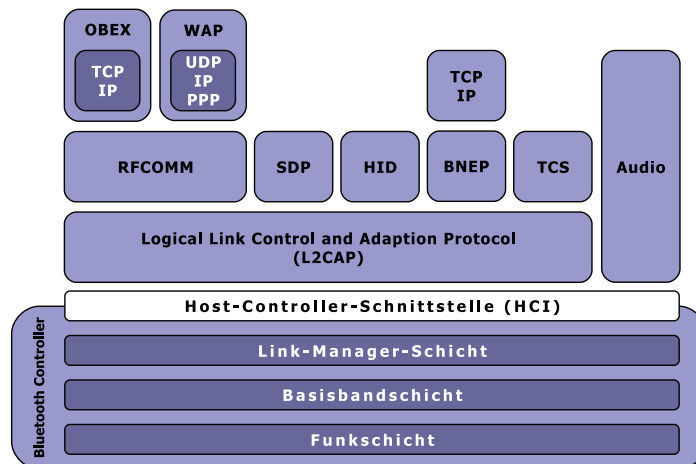 OBEX
TCP
IP
WAP
UDP
IP
PPP
TCP
IP
RFCOMM
SDP
HID
BNEP
TCS
Audio
Logical Link Control and Adaption Protocol
(L2CAP)
Host-Controller-Schnittstelle (HCI)
Bluetooth Controller
Link-Manager-Schicht
Basisbandschicht
Funkschicht